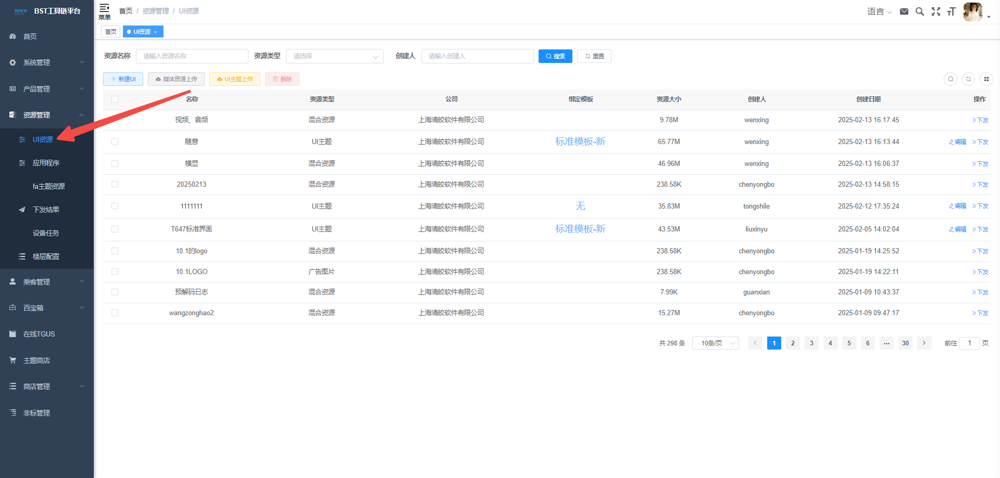 BST
BST工具链平台
菜单
首页 / 资源管理 / UI资源
语言
首页
UI资源 ×
首页
系统管理
产品管理
资源管理
UI资源
应用程序
fa主题资源
下发结果
设备任务
楼层配置
乘客管理
百宝箱
在线TGUS
主题商店
商店管理
非标管理
资源名称 请输入资源名称 资源类型 请选择 创建人 请输入创建人 搜索 重置
新建UI 媒体资源上传 UI主题上传 删除
名称 资源类型 公司 绑定模板 资源大小 创建人 创建日期 操作
视频、音频 混合资源 上海清皎软件有限公司 9.78M wenxing 2025-02-13 16:17:45 下发
随意 UI主题 上海清皎软件有限公司 标准模板-新 65.77M wenxing 2025-02-13 16:13:44 编辑 下发
横显 混合资源 上海清皎软件有限公司 46.96M wenxing 2025-02-13 16:06:37 下发
20250213 混合资源 上海清皎软件有限公司 238.58K chenyongbo 2025-02-13 14:58:15 下发
1111111 UI主题 上海清皎软件有限公司 无 35.83M tongshile 2025-02-12 17:35:24 编辑 下发
T647标准界面 UI主题 上海清皎软件有限公司 标准模板-新 43.53M liuxinyu 2025-02-05 14:02:04 编辑 下发
10.1的logo 混合资源 上海清皎软件有限公司 238.58K chenyongbo 2025-01-19 14:25:52 下发
10.1LOGO 广告图片 上海清皎软件有限公司 238.58K chenyongbo 2025-01-19 14:22:11 下发
预解码日志 混合资源 上海清皎软件有限公司 7.99K guanxian 2025-01-09 10:43:37 下发
wangzonghao2 混合资源 上海清皎软件有限公司 15.27M chenyongbo 2025-01-09 09:47:17 下发
共 298 条 10条/页 1 2 3 4 5 6 ••• 30 前往 1 页